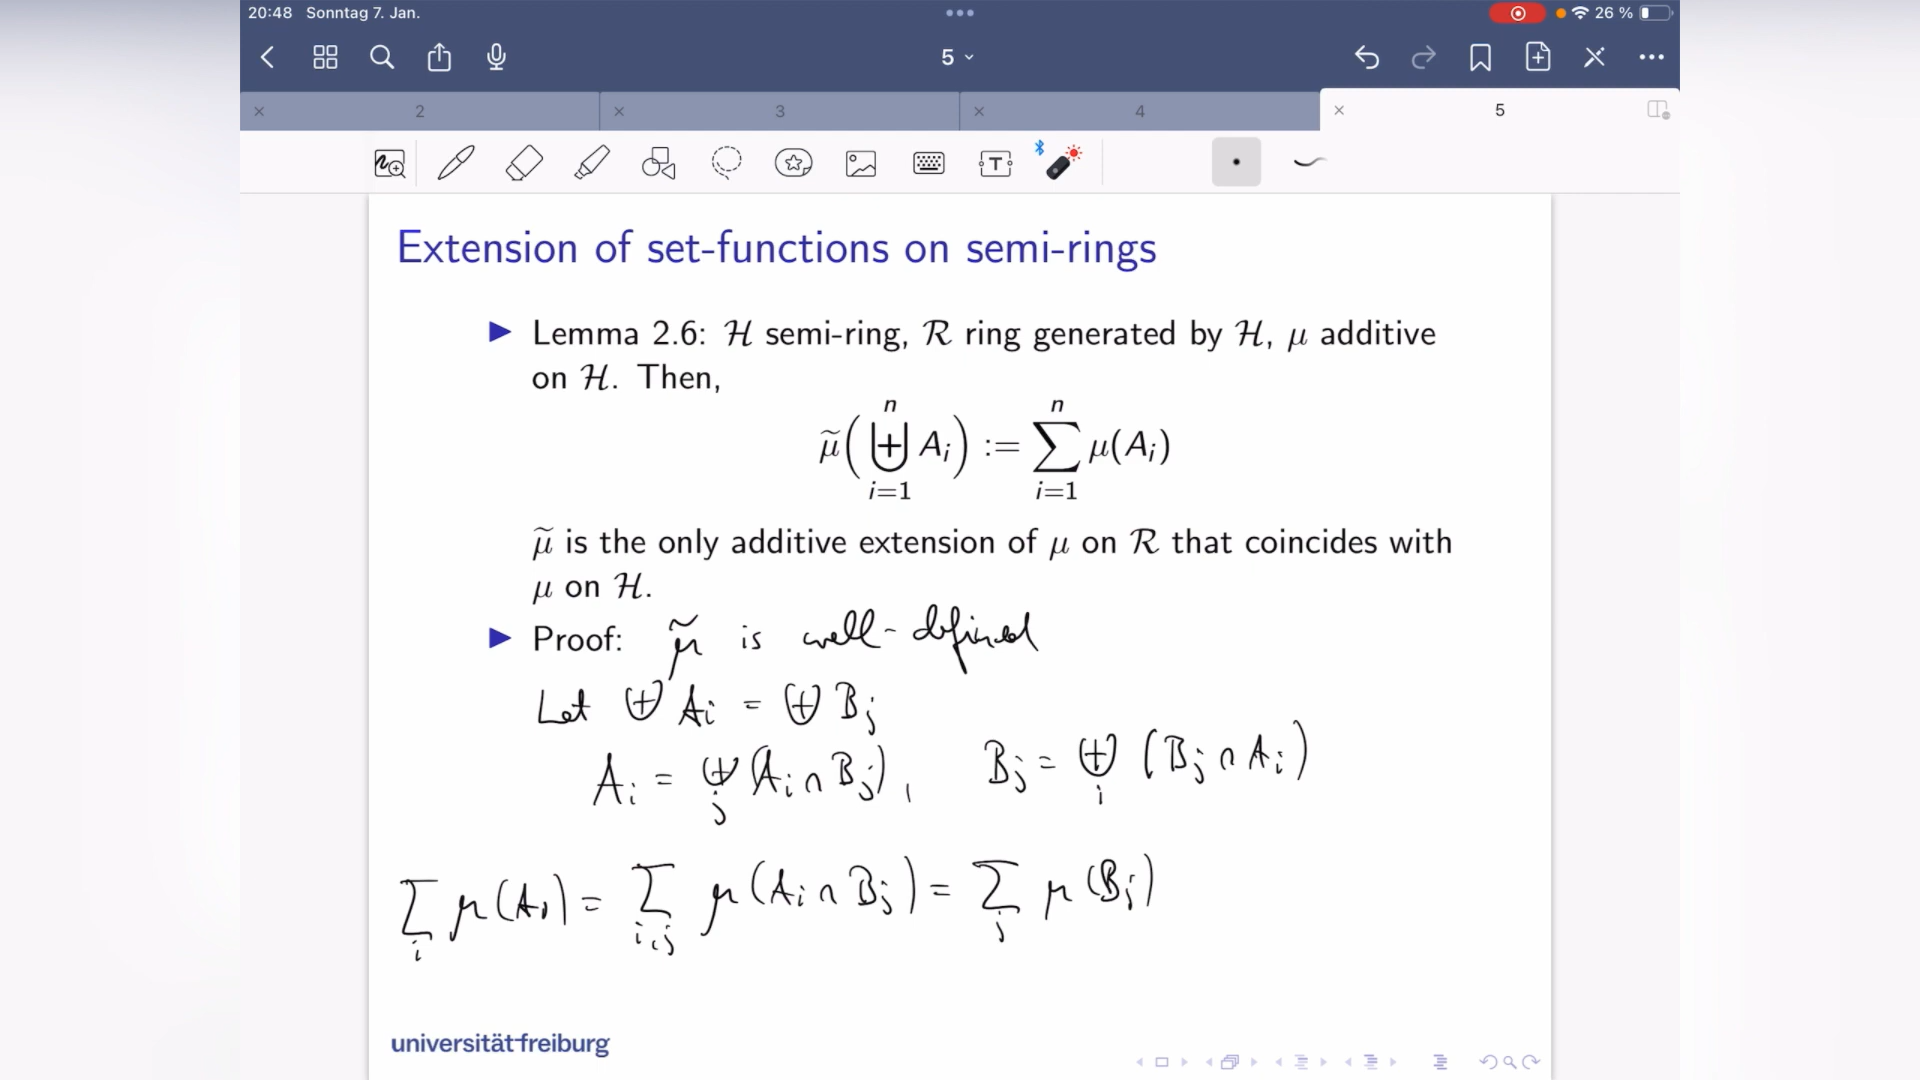 20:48 Sonntag 7. Jan.
26 %
5
2 3 4 5
T
Extension of set-functions on semi-rings
▶ Lemma 2.6: ℋ semi-ring, ℛ ring generated by ℋ, μ additive
on ℋ. Then,
μ̃(⨄_{i=1}^{n} A_i) := ∑_{i=1}^{n} μ(A_i)
μ̃ is the only additive extension of μ on ℛ that coincides with
μ on ℋ.
▶ Proof: μ̃ is well-defined
Let ⨄ A_i = ⨄ B_j
A_i = ⨄_j (A_i ∩ B_j), B_j = ⨄_i (B_j ∩ A_i)
∑_i μ(A_i) = ∑_{i,j} μ(A_i ∩ B_j) = ∑_j μ(B_j)
universität freiburg